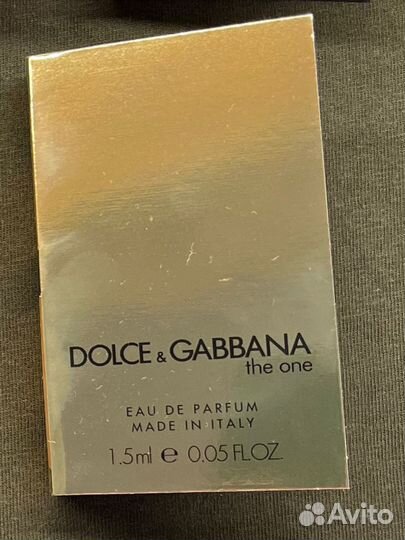 DOLCE & GABBANA
the one
EAU DE PARFUM
MADE IN ITALY
1.5ml ℮ 0.05 FL.OZ.
Avito